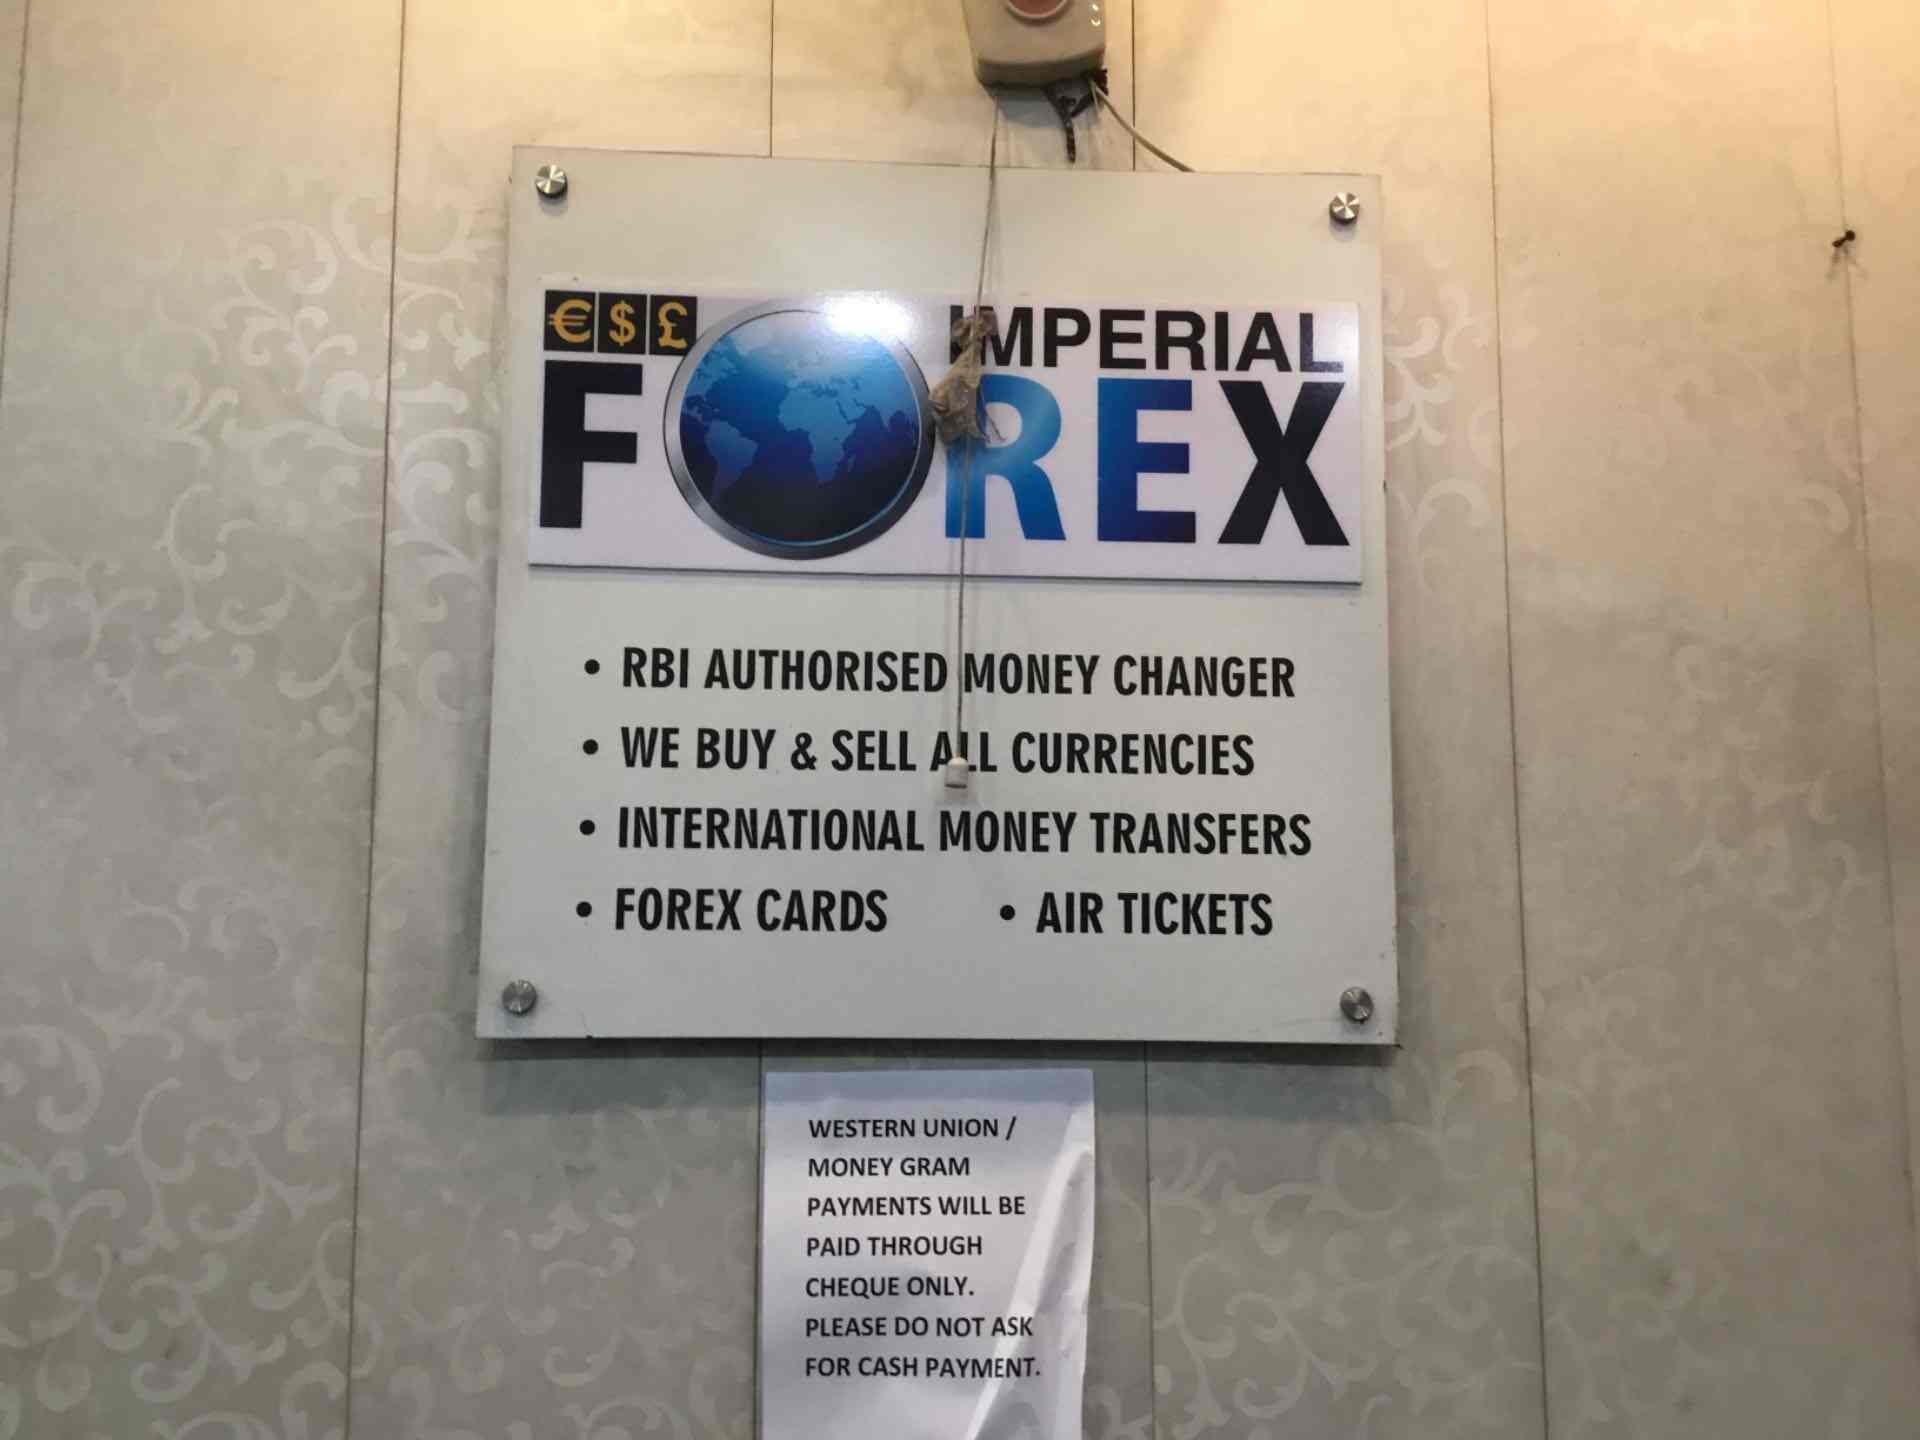 € $ £
IMPERIAL
FOREX
• RBI AUTHORISED MONEY CHANGER
• WE BUY & SELL ALL CURRENCIES
• INTERNATIONAL MONEY TRANSFERS
• FOREX CARDS • AIR TICKETS
WESTERN UNION /
MONEY GRAM
PAYMENTS WILL BE
PAID THROUGH
CHEQUE ONLY.
PLEASE DO NOT ASK
FOR CASH PAYMENT.